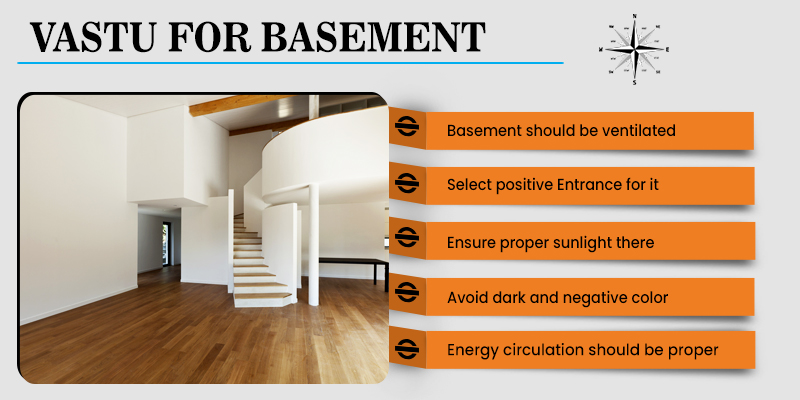 VASTU FOR BASEMENT
N
W E
S
Basement should be ventilated
Select positive Entrance for it
Ensure proper sunlight there
Avoid dark and negative color
Energy circulation should be proper